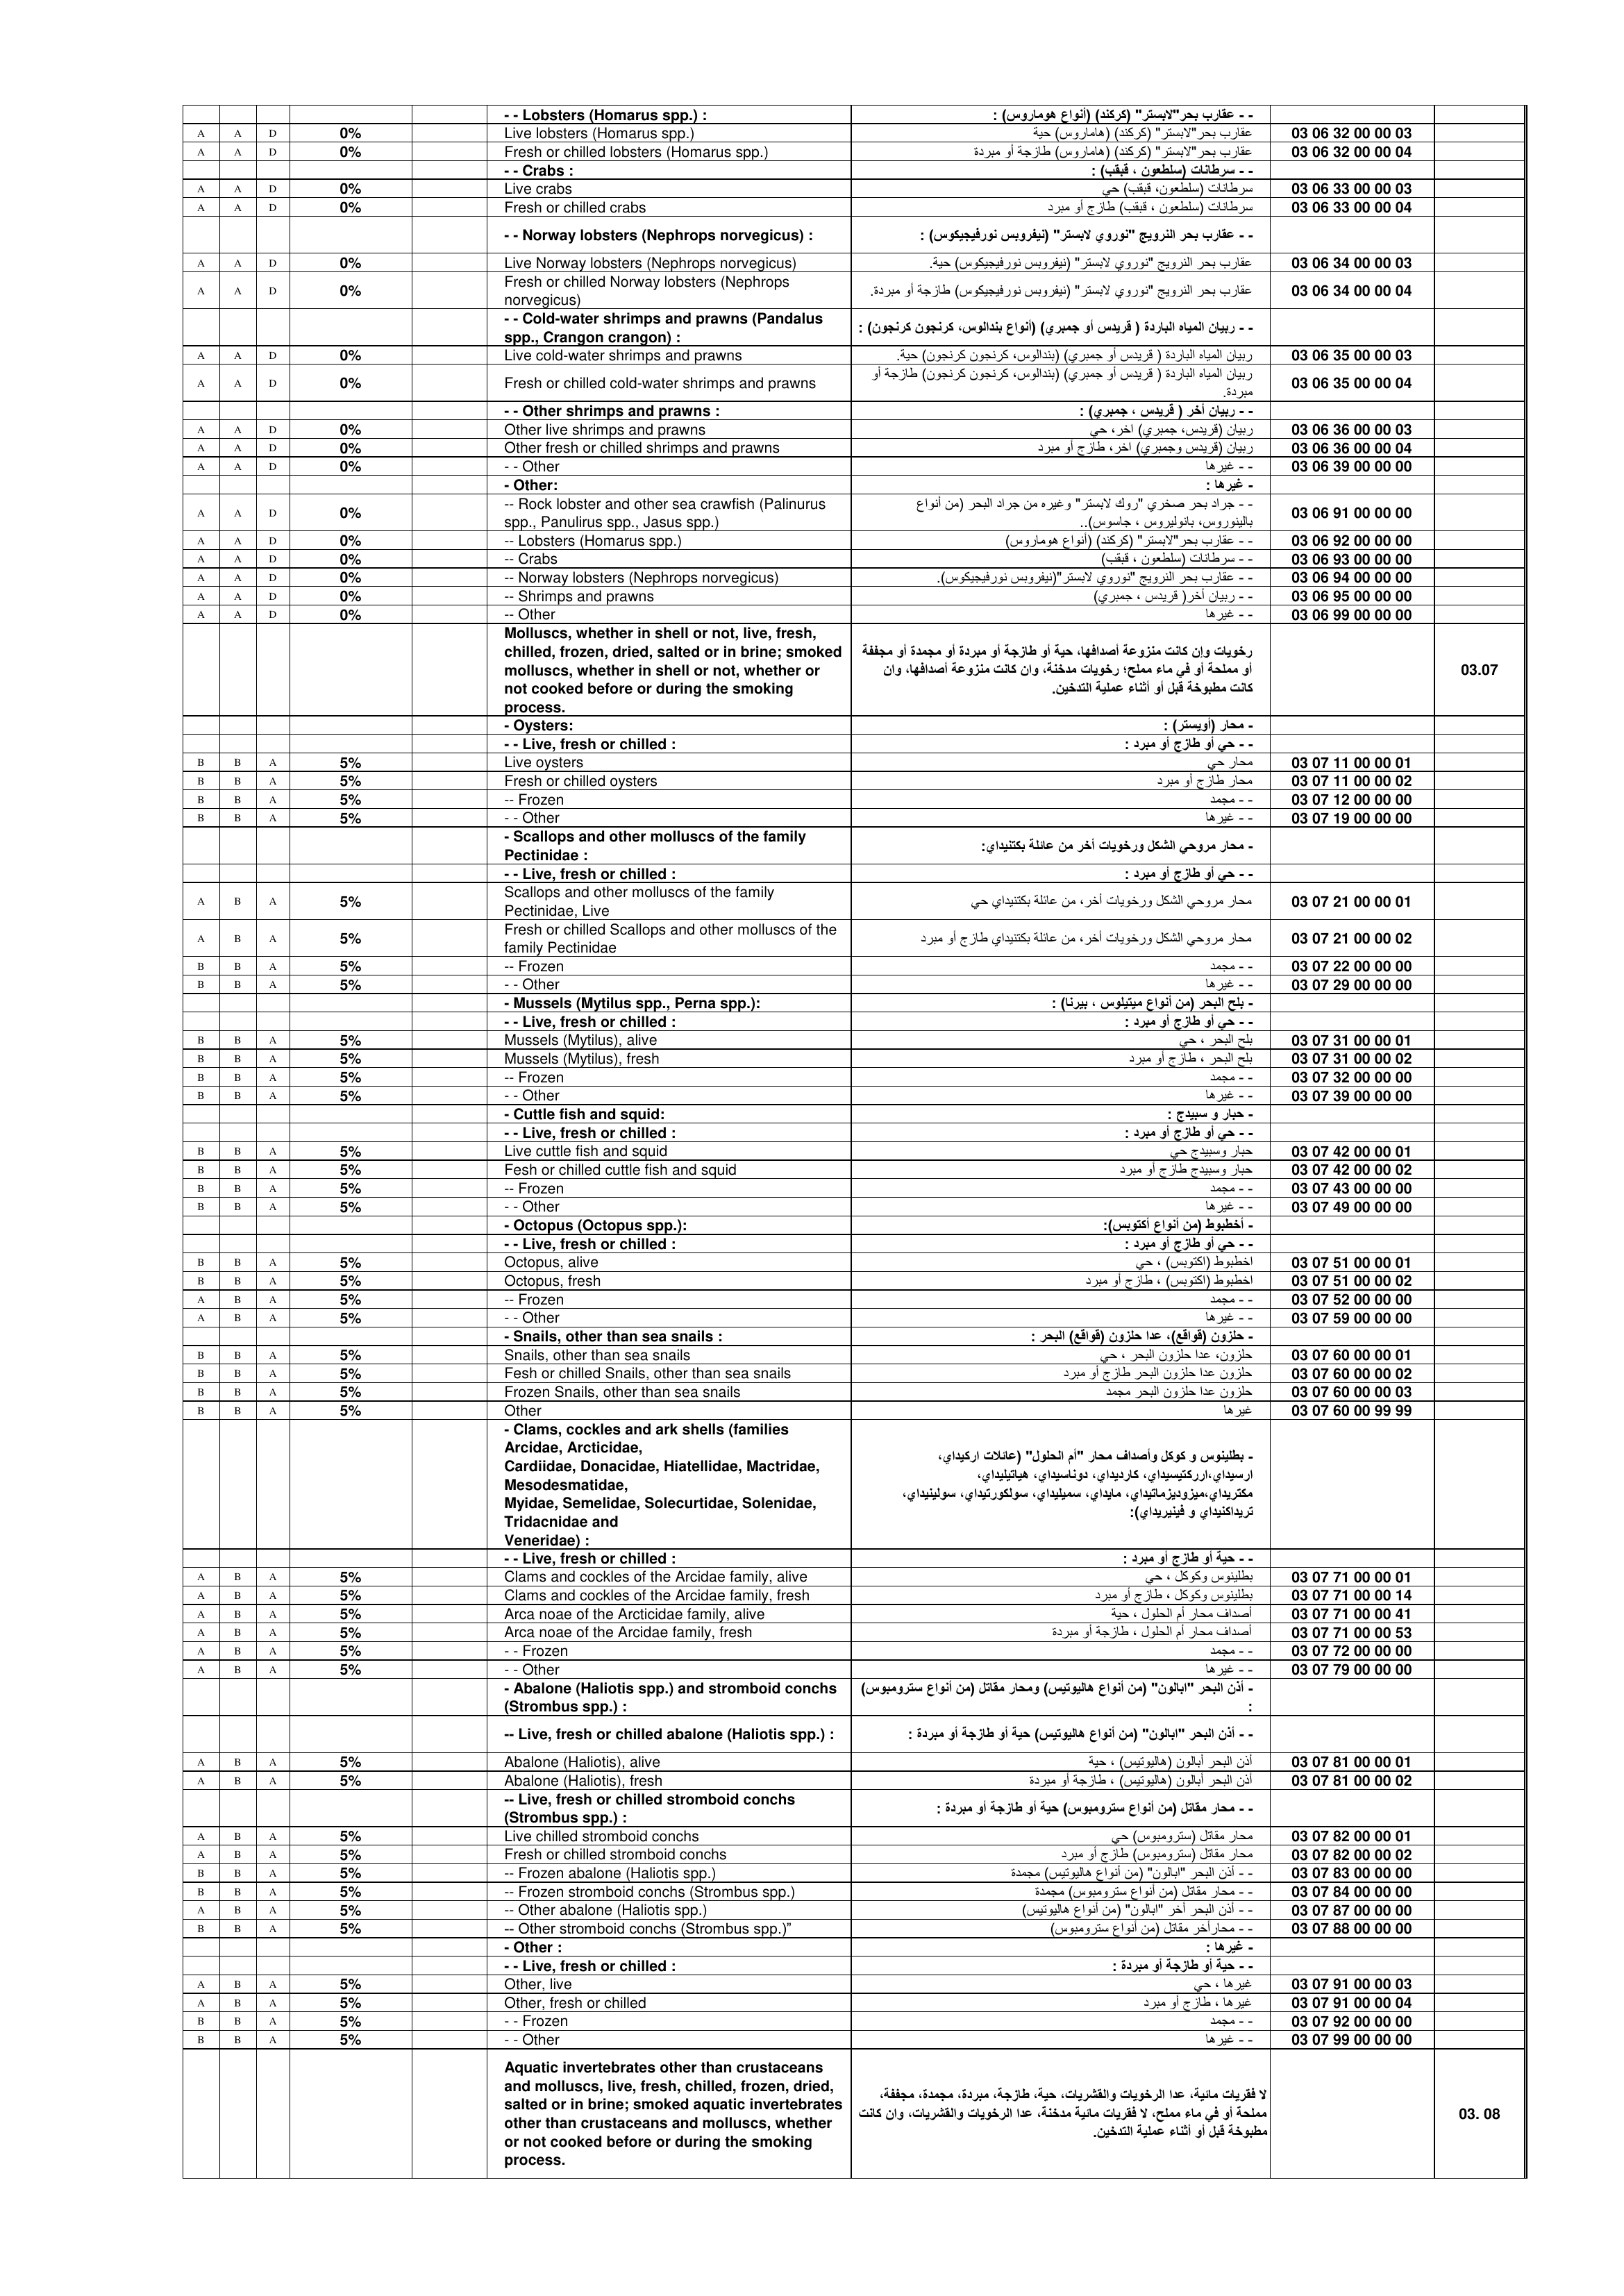 - - Lobsters (Homarus spp.) : - - عقارب بحر"لابستر" (كركند) (أنواع هوماروس) :
A A D 0% Live lobsters (Homarus spp.) عقارب بحر"لابستر" (كركند) (هاماروس) حية 03 06 32 00 00 03
A A D 0% Fresh or chilled lobsters (Homarus spp.) عقارب بحر"لابستر" (كركند) (هاماروس) طازجة أو مبردة 03 06 32 00 00 04
- - Crabs : - - سرطانات (سلطعون ، قبقب) :
A A D 0% Live crabs سرطانات (سلطعون، قبقب) حي 03 06 33 00 00 03
A A D 0% Fresh or chilled crabs سرطانات (سلطعون ، قبقب) طازج أو مبرد 03 06 33 00 00 04
- - Norway lobsters (Nephrops norvegicus) : - - عقارب بحر النرويج "نوروي لابستر" (نيفروبس نورفيجيكوس) :
A A D 0% Live Norway lobsters (Nephrops norvegicus) عقارب بحر النرويج "نوروي لابستر" (نيفروبس نورفيجيكوس) حية. 03 06 34 00 00 03
A A D 0% Fresh or chilled Norway lobsters (Nephrops
norvegicus) عقارب بحر النرويج "نوروي لابستر" (نيفروبس نورفيجيكوس) طازجة أو مبردة. 03 06 34 00 00 04
- - Cold-water shrimps and prawns (Pandalus
spp., Crangon crangon) : - - ربيان المياه الباردة ( قريدس أو جمبري) (أنواع بندالوس، كرنجون كرنجون) :
A A D 0% Live cold-water shrimps and prawns ربيان المياه الباردة ( قريدس أو جمبري) (بندالوس، كرنجون كرنجون) حية. 03 06 35 00 00 03
A A D 0% Fresh or chilled cold-water shrimps and prawns ربيان المياه الباردة ( قريدس أو جمبري) (بندالوس، كرنجون كرنجون) طازجة أو
مبردة. 03 06 35 00 00 04
- - Other shrimps and prawns : - - ربيان أخر ( قريدس ، جمبري) :
A A D 0% Other live shrimps and prawns ربيان (قريدس، جمبري) اخر، حي 03 06 36 00 00 03
A A D 0% Other fresh or chilled shrimps and prawns ربيان (قريدس وجمبري) اخر، طازج أو مبرد 03 06 36 00 00 04
A A D 0% - - Other - - غيرها 03 06 39 00 00 00
- Other: - غيرها :
A A D 0% -- Rock lobster and other sea crawfish (Palinurus
spp., Panulirus spp., Jasus spp.) - - جراد بحر صخري "روك لابستر" وغيره من جراد البحر (من أنواع
بالينوروس، بانوليروس ، جاسوس).. 03 06 91 00 00 00
A A D 0% -- Lobsters (Homarus spp.) - - عقارب بحر"لابستر" (كركند) (أنواع هوماروس) 03 06 92 00 00 00
A A D 0% -- Crabs - - سرطانات (سلطعون ، قبقب) 03 06 93 00 00 00
A A D 0% -- Norway lobsters (Nephrops norvegicus) - - عقارب بحر النرويج "نوروي لابستر"(نيفروبس نورفيجيكوس). 03 06 94 00 00 00
A A D 0% -- Shrimps and prawns - - ربيان أخر( قريدس ، جمبري) 03 06 95 00 00 00
A A D 0% -- Other - - غيرها 03 06 99 00 00 00
Molluscs, whether in shell or not, live, fresh,
chilled, frozen, dried, salted or in brine; smoked
molluscs, whether in shell or not, whether or
not cooked before or during the smoking
process. رخويات وإن كانت منزوعة أصدافها، حية أو طازجة أو مبردة أو مجمدة أو مجففة
أو مملحة أو في ماء مملح؛ رخويات مدخنة، وان كانت منزوعة أصدافها، وان
كانت مطبوخة قبل أو أثناء عملية التدخين. 03.07
- Oysters: - محار (أويستر) :
- - Live, fresh or chilled : - - حي أو طازج أو مبرد :
B B A 5% Live oysters محار حي 03 07 11 00 00 01
B B A 5% Fresh or chilled oysters محار طازج أو مبرد 03 07 11 00 00 02
B B A 5% -- Frozen - - مجمد 03 07 12 00 00 00
B B A 5% - - Other - - غيرها 03 07 19 00 00 00
- Scallops and other molluscs of the family
Pectinidae : - محار مروحي الشكل ورخويات أخر من عائلة بكتنيداي:
- - Live, fresh or chilled : - - حي أو طازج أو مبرد :
A B A 5% Scallops and other molluscs of the family
Pectinidae, Live محار مروحي الشكل ورخويات أخر، من عائلة بكتنيداي حي 03 07 21 00 00 01
A B A 5% Fresh or chilled Scallops and other molluscs of the
family Pectinidae محار مروحي الشكل ورخويات أخر، من عائلة بكتنيداي طازج أو مبرد 03 07 21 00 00 02
B B A 5% -- Frozen - - مجمد 03 07 22 00 00 00
B B A 5% - - Other - - غيرها 03 07 29 00 00 00
- Mussels (Mytilus spp., Perna spp.): - بلح البحر (من أنواع ميتيلوس ، بيرنا) :
- - Live, fresh or chilled : - - حي أو طازج أو مبرد :
B B A 5% Mussels (Mytilus), alive بلح البحر ، حي 03 07 31 00 00 01
B B A 5% Mussels (Mytilus), fresh بلح البحر ، طازج أو مبرد 03 07 31 00 00 02
B B A 5% -- Frozen - - مجمد 03 07 32 00 00 00
B B A 5% - - Other - - غيرها 03 07 39 00 00 00
- Cuttle fish and squid: - حبار و سبيدج :
- - Live, fresh or chilled : - - حي أو طازج أو مبرد :
B B A 5% Live cuttle fish and squid حبار وسبيدج حي 03 07 42 00 00 01
B B A 5% Fesh or chilled cuttle fish and squid حبار وسبيدج طازج أو مبرد 03 07 42 00 00 02
B B A 5% -- Frozen - - مجمد 03 07 43 00 00 00
B B A 5% - - Other - - غيرها 03 07 49 00 00 00
- Octopus (Octopus spp.): - أخطبوط (من أنواع أكتوبس):
- - Live, fresh or chilled : - - حي أو طازج أو مبرد :
B B A 5% Octopus, alive اخطبوط (اكتوبس) ، حي 03 07 51 00 00 01
B B A 5% Octopus, fresh اخطبوط (اكتوبس) ، طازج أو مبرد 03 07 51 00 00 02
A B A 5% -- Frozen - - مجمد 03 07 52 00 00 00
A B A 5% - - Other - - غيرها 03 07 59 00 00 00
- Snails, other than sea snails : - حلزون (قواقع)، عدا حلزون (قواقع) البحر :
B B A 5% Snails, other than sea snails حلزون، عدا حلزون البحر ، حي 03 07 60 00 00 01
B B A 5% Fesh or chilled Snails, other than sea snails حلزون عدا حلزون البحر طازج أو مبرد 03 07 60 00 00 02
B B A 5% Frozen Snails, other than sea snails حلزون عدا حلزون البحر مجمد 03 07 60 00 00 03
B B A 5% Other غيرها 03 07 60 00 99 99
- Clams, cockles and ark shells (families
Arcidae, Arcticidae,
Cardiidae, Donacidae, Hiatellidae, Mactridae,
Mesodesmatidae,
Myidae, Semelidae, Solecurtidae, Solenidae,
Tridacnidae and
Veneridae) : - بطلينوس و كوكل وأصداف محار "أم الحلول" (عائلات اركيداي،
ارسيداي،ارركتيسيداي، كارديداي، دوناسيداي، هياتيليداي،
مكتريداي،ميزوديزماتيداي، مايداي، سميليداي، سولكورتيداي، سولينيداي،
تريداكنيداي و فينيريداي):
- - Live, fresh or chilled : - - حية أو طازج أو مبرد :
A B A 5% Clams and cockles of the Arcidae family, alive بطلينوس وكوكل ، حي 03 07 71 00 00 01
A B A 5% Clams and cockles of the Arcidae family, fresh بطلينوس وكوكل ، طازج أو مبرد 03 07 71 00 00 14
A B A 5% Arca noae of the Arcticidae family, alive أصداف محار أم الحلول ، حية 03 07 71 00 00 41
A B A 5% Arca noae of the Arcidae family, fresh أصداف محار أم الحلول ، طازجة أو مبردة 03 07 71 00 00 53
A B A 5% - - Frozen - - مجمد 03 07 72 00 00 00
A B A 5% - - Other - - غيرها 03 07 79 00 00 00
- Abalone (Haliotis spp.) and stromboid conchs
(Strombus spp.) : - أذن البحر "ابالون" (من أنواع هاليوتيس) ومحار مقاتل (من أنواع سترومبوس)
:
-- Live, fresh or chilled abalone (Haliotis spp.) : - - أذن البحر "ابالون" (من أنواع هاليوتيس) حية أو طازجة أو مبردة :
A B A 5% Abalone (Haliotis), alive أذن البحر أبالون (هاليوتيس) ، حية 03 07 81 00 00 01
A B A 5% Abalone (Haliotis), fresh أذن البحر أبالون (هاليوتيس) ، طازجة أو مبردة 03 07 81 00 00 02
-- Live, fresh or chilled stromboid conchs
(Strombus spp.) : - - محار مقاتل (من أنواع سترومبوس) حية أو طازجة أو مبردة :
A B A 5% Live chilled stromboid conchs محار مقاتل (سترومبوس) حي 03 07 82 00 00 01
A B A 5% Fresh or chilled stromboid conchs محار مقاتل (سترومبوس) طازج أو مبرد 03 07 82 00 00 02
B B A 5% -- Frozen abalone (Haliotis spp.) - - أذن البحر "ابالون" (من أنواع هاليوتيس) مجمدة 03 07 83 00 00 00
B B A 5% -- Frozen stromboid conchs (Strombus spp.) - - محار مقاتل (من أنواع سترومبوس) مجمدة 03 07 84 00 00 00
A B A 5% -- Other abalone (Haliotis spp.) - - أذن البحر أخر "ابالون" (من أنواع هاليوتيس) 03 07 87 00 00 00
B B A 5% -- Other stromboid conchs (Strombus spp.)” - - محارأخر مقاتل (من أنواع سترومبوس) 03 07 88 00 00 00
- Other : - غيرها :
- - Live, fresh or chilled : - - حية أو طازجة أو مبردة :
A B A 5% Other, live غيرها ، حي 03 07 91 00 00 03
A B A 5% Other, fresh or chilled غيرها ، طازج أو مبرد 03 07 91 00 00 04
B B A 5% - - Frozen - - مجمد 03 07 92 00 00 00
B B A 5% - - Other - - غيرها 03 07 99 00 00 00
Aquatic invertebrates other than crustaceans
and molluscs, live, fresh, chilled, frozen, dried,
salted or in brine; smoked aquatic invertebrates
other than crustaceans and molluscs, whether
or not cooked before or during the smoking
process. لا فقريات مائية، عدا الرخويات والقشريات، حية، طازجة، مبردة، مجمدة، مجففة،
مملحة أو في ماء مملح، لا فقريات مائية مدخنة، عدا الرخويات والقشريات، وان كانت
مطبوخة قبل أو أثناء عملية التدخين. 03. 08